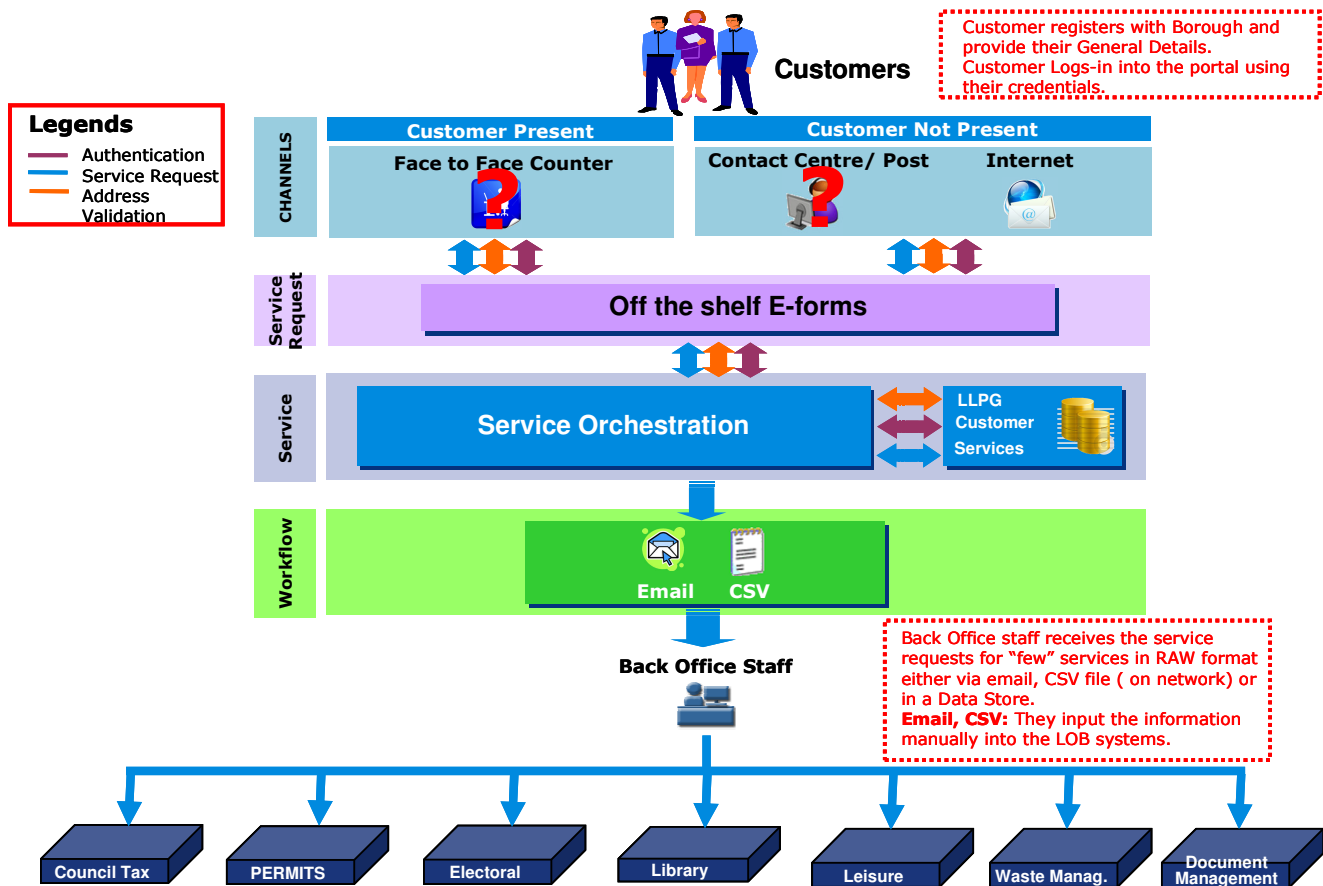 Customers
Customer registers with Borough and
provide their General Details.
Customer Logs-in into the portal using
their credentials.
Legends
Authentication
Service Request
Address
Validation
CHANNELS
Customer Present
Customer Not Present
Face to Face Counter
?
Contact Centre/ Post
?
Internet
@
Service
Request
Off the shelf E-forms
Service
Service Orchestration
LLPG
Customer
Services
Workflow
Email
CSV
Back Office Staff
Back Office staff receives the service
requests for “few” services in RAW format
either via email, CSV file ( on network) or
in a Data Store.
Email, CSV: They input the information
manually into the LOB systems.
Council Tax
PERMITS
Electoral
Library
Leisure
Waste Manag.
Document
Management